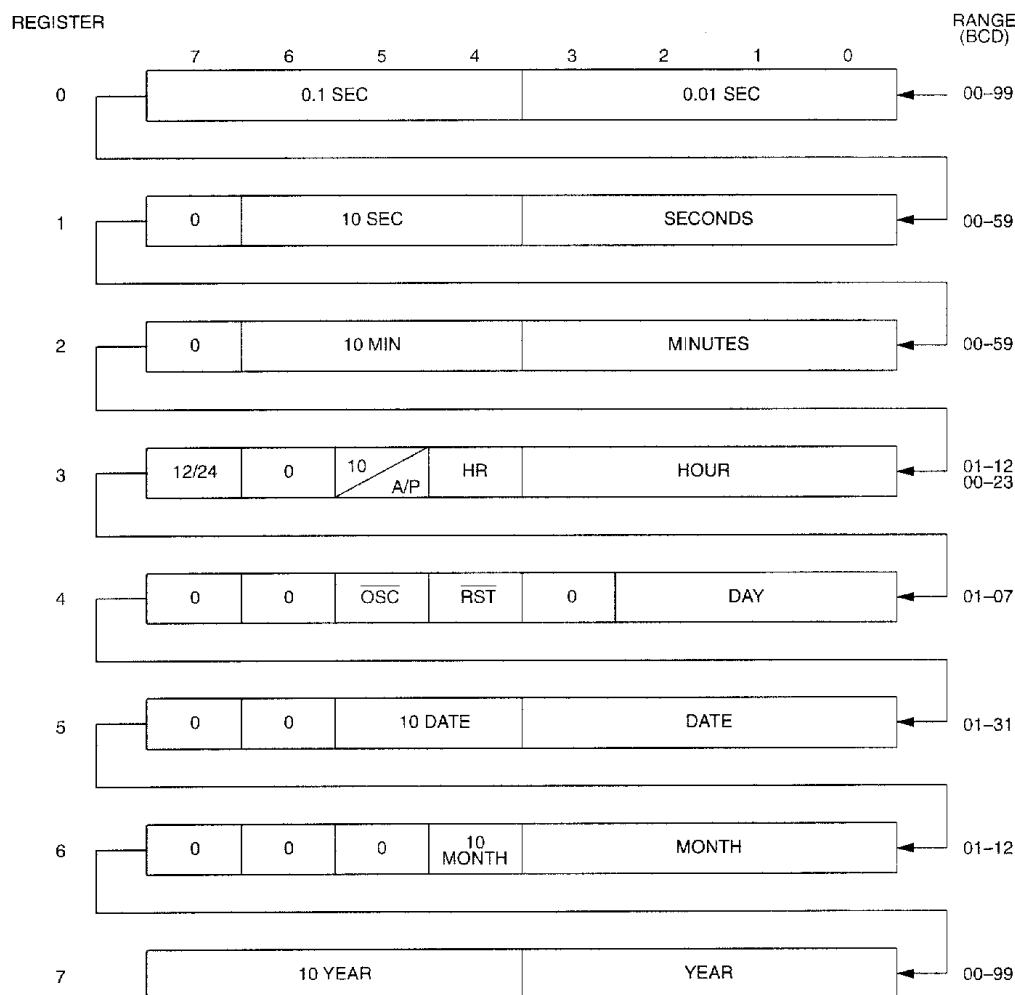 REGISTER
RANGE
(BCD)
7 6 5 4 3 2 1 0
0 0.1 SEC 0.01 SEC 00–99
1 0 10 SEC SECONDS 00–59
2 0 10 MIN MINUTES 00–59
3 12/24 0 10 A/P HR HOUR 01–12
00–23
4 0 0 OSC RST 0 DAY 01–07
5 0 0 10 DATE DATE 01–31
6 0 0 0 10 MONTH MONTH 01–12
7 10 YEAR YEAR 00–99